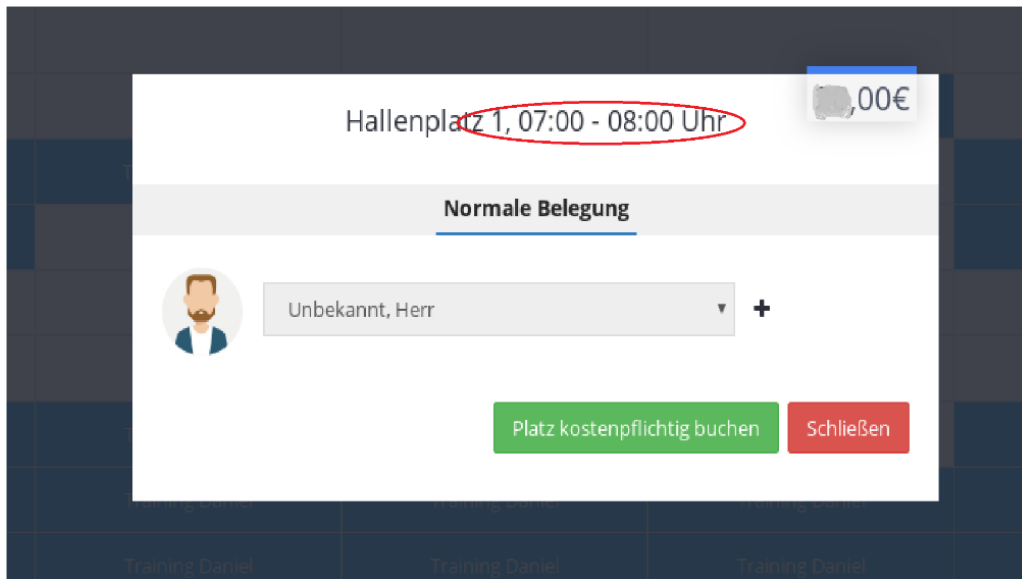 ,00€
Hallenplatz 1, 07:00 - 08:00 Uhr
Normale Belegung
Unbekannt, Herr
Platz kostenpflichtig buchen
Schließen
Training Daniel Training Daniel Training Daniel
Training Daniel Training Daniel Training Daniel